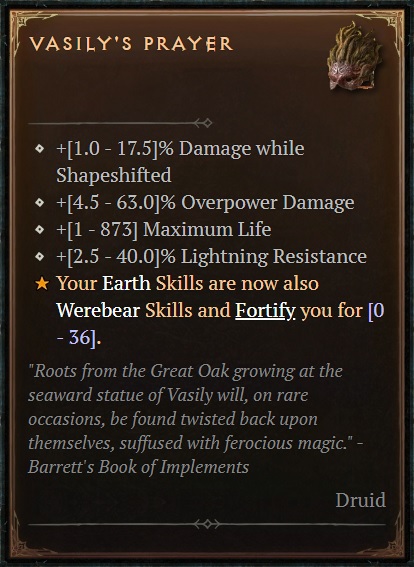 VASILY'S PRAYER
+[1.0 - 17.5]% Damage while
Shapeshifted
+[4.5 - 63.0]% Overpower Damage
+[1 - 873] Maximum Life
+[2.5 - 40.0]% Lightning Resistance
Your Earth Skills are now also
Werebear Skills and Fortify you for [0
- 36].
"Roots from the Great Oak growing at the
seaward statue of Vasily will, on rare
occasions, be found twisted back upon
themselves, suffused with ferocious magic." -
Barrett's Book of Implements
Druid